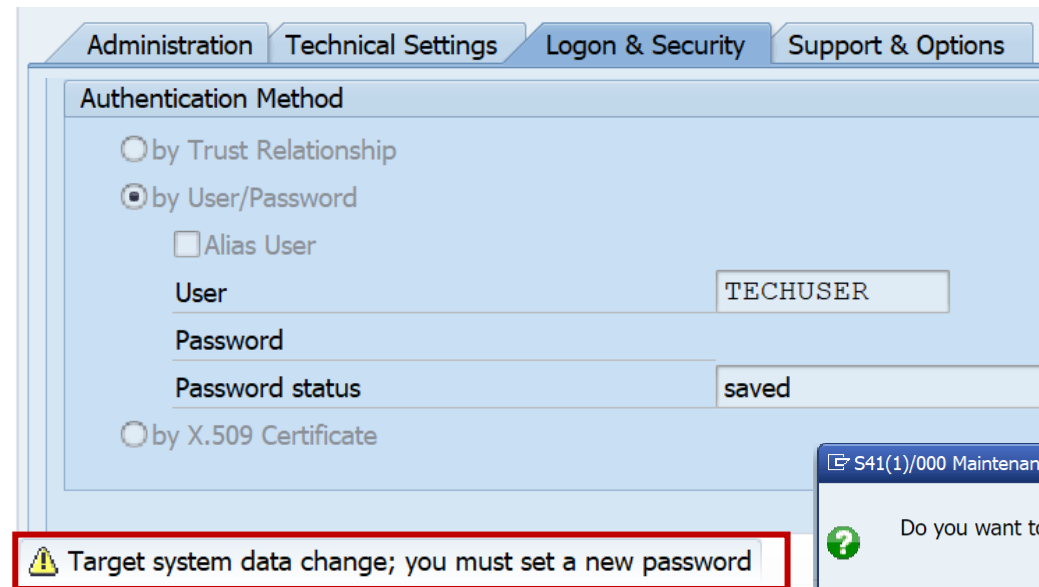 Administration Technical Settings Logon & Security Support & Options
Authentication Method
by Trust Relationship
by User/Password
Alias User
User TECHUSER
Password
Password status saved
by X.509 Certificate
S41(1)/000 Maintenan
Do you want to
Target system data change; you must set a new password